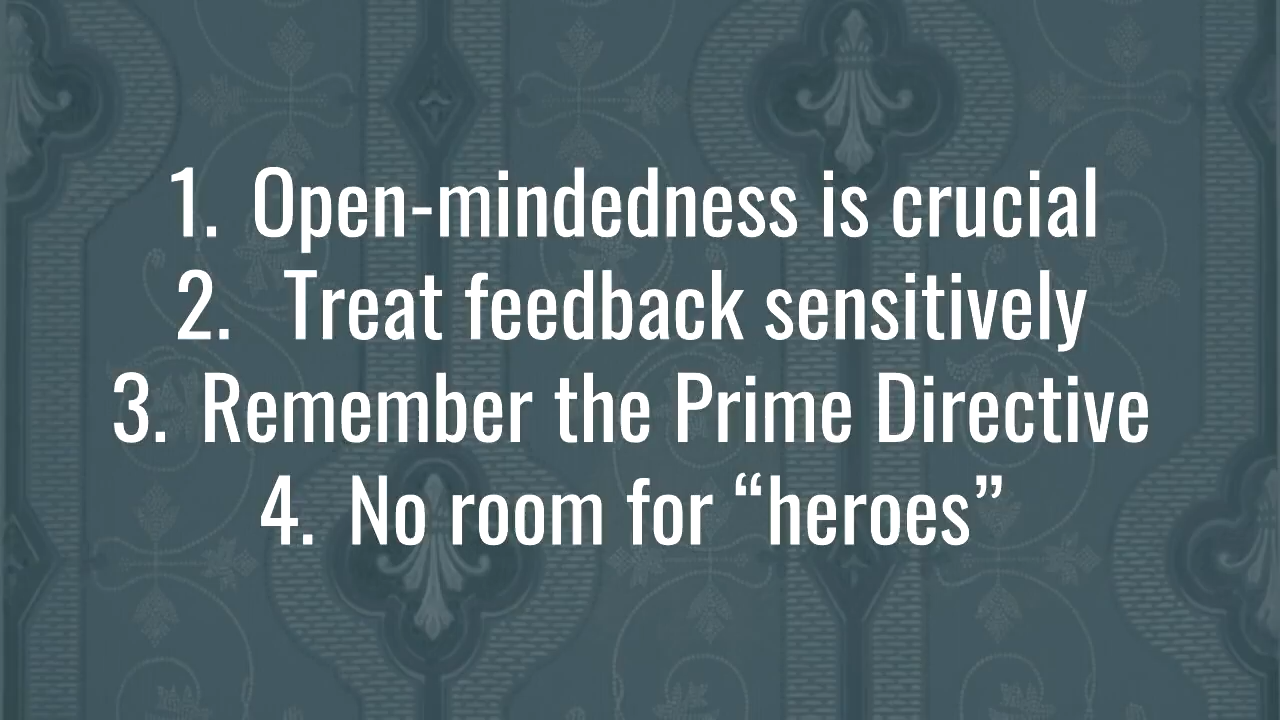 1. Open-mindedness is crucial
2. Treat feedback sensitively
3. Remember the Prime Directive
4. No room for “heroes”